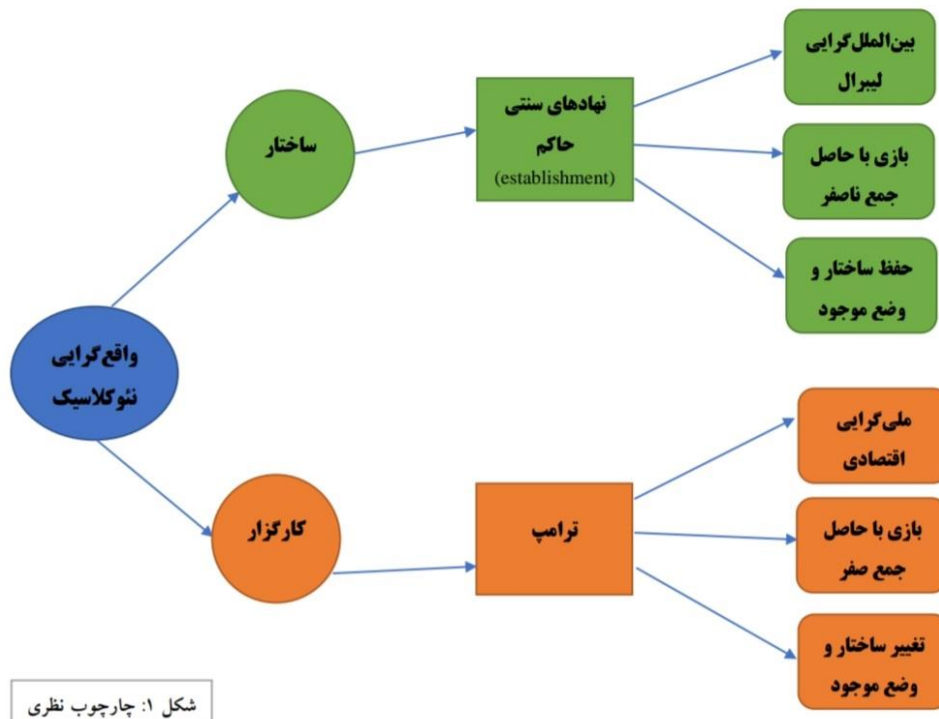 بین‌الملل‌گرایی
لیبرال
نهادهای سنتی
حاکم
(establishment)
ساختار
بازی با حاصل
جمع ناصفر
حفظ ساختار و
وضع موجود
واقع‌گرایی
نئوکلاسیک
ملی‌گرایی
اقتصادی
کارگزار
ترامپ
بازی با حاصل
جمع صفر
تغییر ساختار و
وضع موجود
شکل ۱: چارچوب نظری